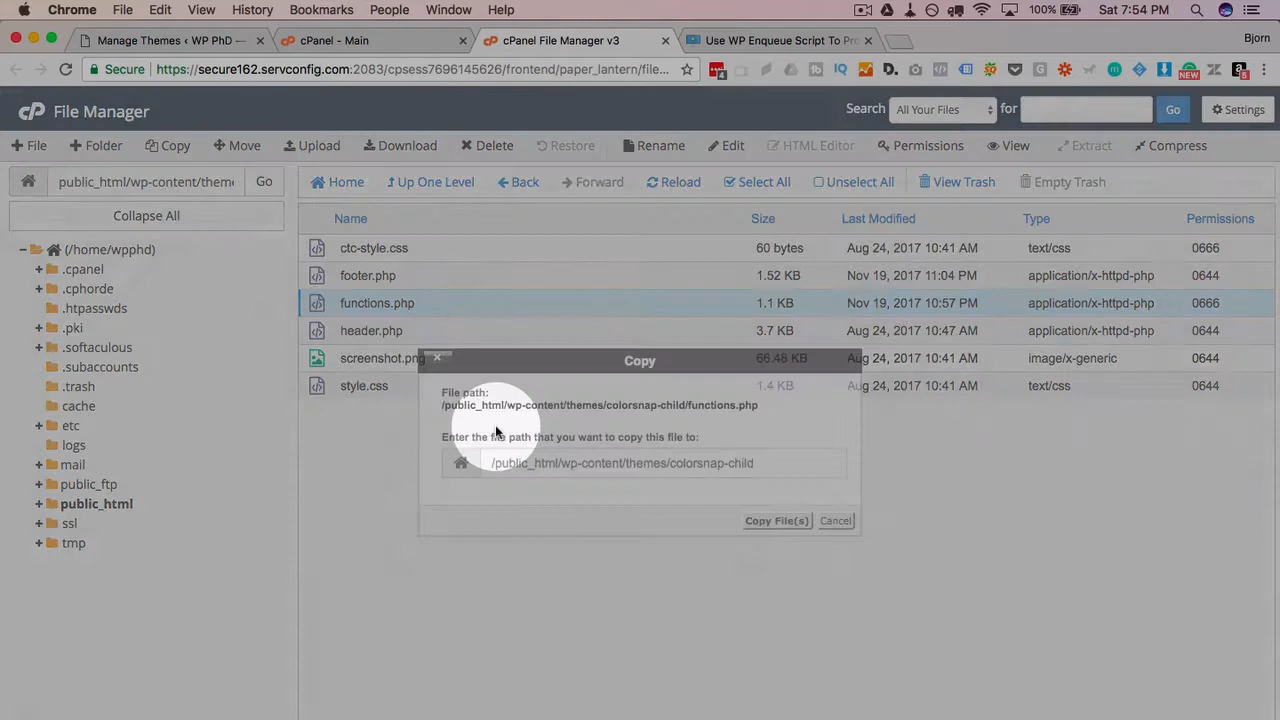 Chrome File Edit View History Bookmarks People Window Help 100% Sat 7:54 PM
Manage Themes ‹ WP PhD — cPanel - Main cPanel File Manager v3 Use WP Enqueue Script To Pro Bjorn
Secure https://secure162.servconfig.com:2083/cpsess7696145626/frontend/paper_lantern/file...
File Manager Search All Your Files for Go Settings
File Folder Copy Move Upload Download Delete Restore Rename Edit HTML Editor Permissions View Extract Compress
public_html/wp-content/theme Go Home Up One Level Back Forward Reload Select All Unselect All View Trash Empty Trash
Collapse All
Name Size Last Modified Type Permissions
(/home/wpphd)
.cpanel
.cphorde
.htpasswds
.pki
.softaculous
.subaccounts
.trash
cache
etc
logs
mail
public_ftp
public_html
ssl
tmp
ctc-style.css 60 bytes Aug 24, 2017 10:41 AM text/css 0666
footer.php 1.52 KB Nov 19, 2017 11:04 PM application/x-httpd-php 0644
functions.php 1.1 KB Nov 19, 2017 10:57 PM application/x-httpd-php 0666
header.php 3.7 KB Aug 24, 2017 10:47 AM application/x-httpd-php 0644
screenshot.png 66.48 KB Aug 24, 2017 10:41 AM image/x-generic 0644
style.css 1.4 KB Aug 24, 2017 10:41 AM text/css 0644
Copy
File path:
/public_html/wp-content/themes/colorsnap-child/functions.php
Enter the file path that you want to copy this file to:
/public_html/wp-content/themes/colorsnap-child
Copy File(s) Cancel